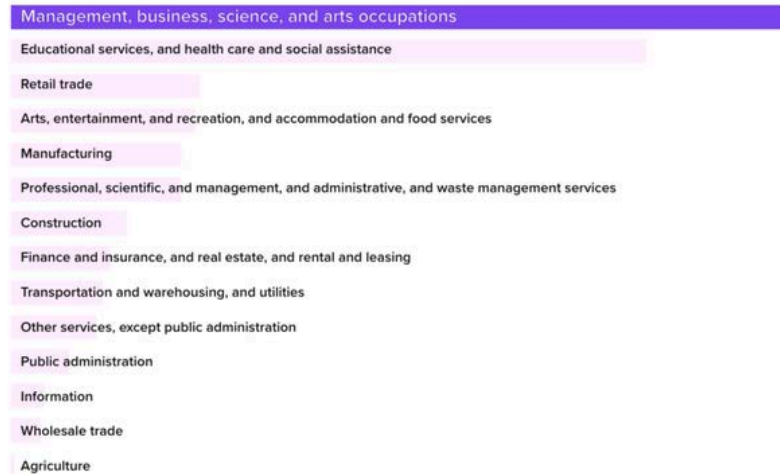 Management, business, science, and arts occupations
Educational services, and health care and social assistance
Retail trade
Arts, entertainment, and recreation, and accommodation and food services
Manufacturing
Professional, scientific, and management, and administrative, and waste management services
Construction
Finance and insurance, and real estate, and rental and leasing
Transportation and warehousing, and utilities
Other services, except public administration
Public administration
Information
Wholesale trade
Agriculture